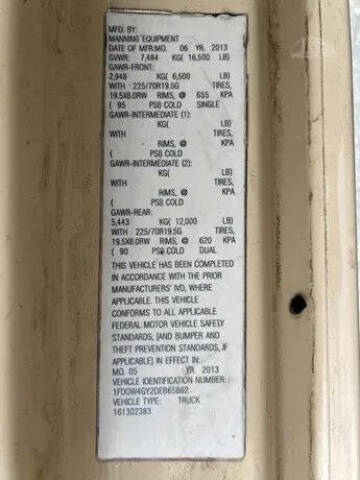 MFD. BY:
MANNING EQUIPMENT
DATE OF MFR:MO. 06 YR. 2013
GVWR: 7,484 KG( 16,500 LB)
GAWR-FRONT:
2,948 KG( 6,500 LB)
WITH 225/70R19.5G TIRES,
19.5X6.0RW RIMS, @ 655 KPA
( 95 PSI) COLD SINGLE
GAWR-INTERMEDIATE (1):
KG( LB)
WITH TIRES,
RIMS, @ KPA
( PSI) COLD
GAWR-INTERMEDIATE (2):
KG( LB)
WITH TIRES,
RIMS, @ KPA
( PSI) COLD
GAWR-REAR:
5,443 KG( 12,000 LB)
WITH 225/70R19.5G TIRES,
19.5X6.0RW RIMS, @ 620 KPA
( 90 PSI) COLD DUAL
THIS VEHICLE HAS BEEN COMPLETED
IN ACCORDANCE WITH THE PRIOR
MANUFACTURERS' IVD, WHERE
APPLICABLE. THIS VEHICLE
CONFORMS TO ALL APPLICABLE
FEDERAL MOTOR VEHICLE SAFETY
STANDARDS, [AND BUMPER AND
THEFT PREVENTION STANDARDS, IF
APPLICABLE] IN EFFECT IN:
MO. 05 YR. 2013
VEHICLE IDENTIFICATION NUMBER:
1FDOW4GY2DEB65862
VEHICLE TYPE: TRUCK
161302383